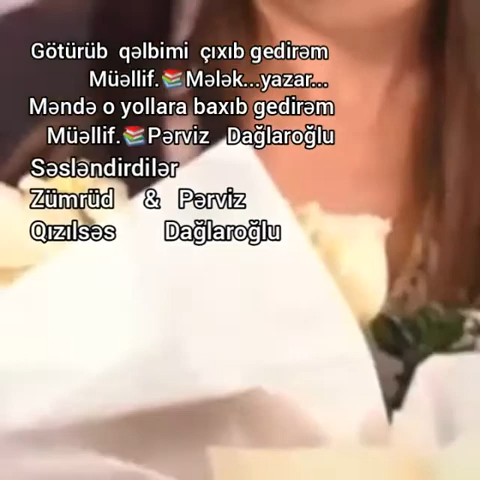 Götürüb qəlbimi çıxıb gedirəm
Müəllif.📚Mələk...yazar...
Məndə o yollara baxıb gedirəm
Müəllif.📚Pərviz Dağlaroğlu
Səsləndirdilər
Zümrüd & Pərviz
Qızılsəs Dağlaroğlu